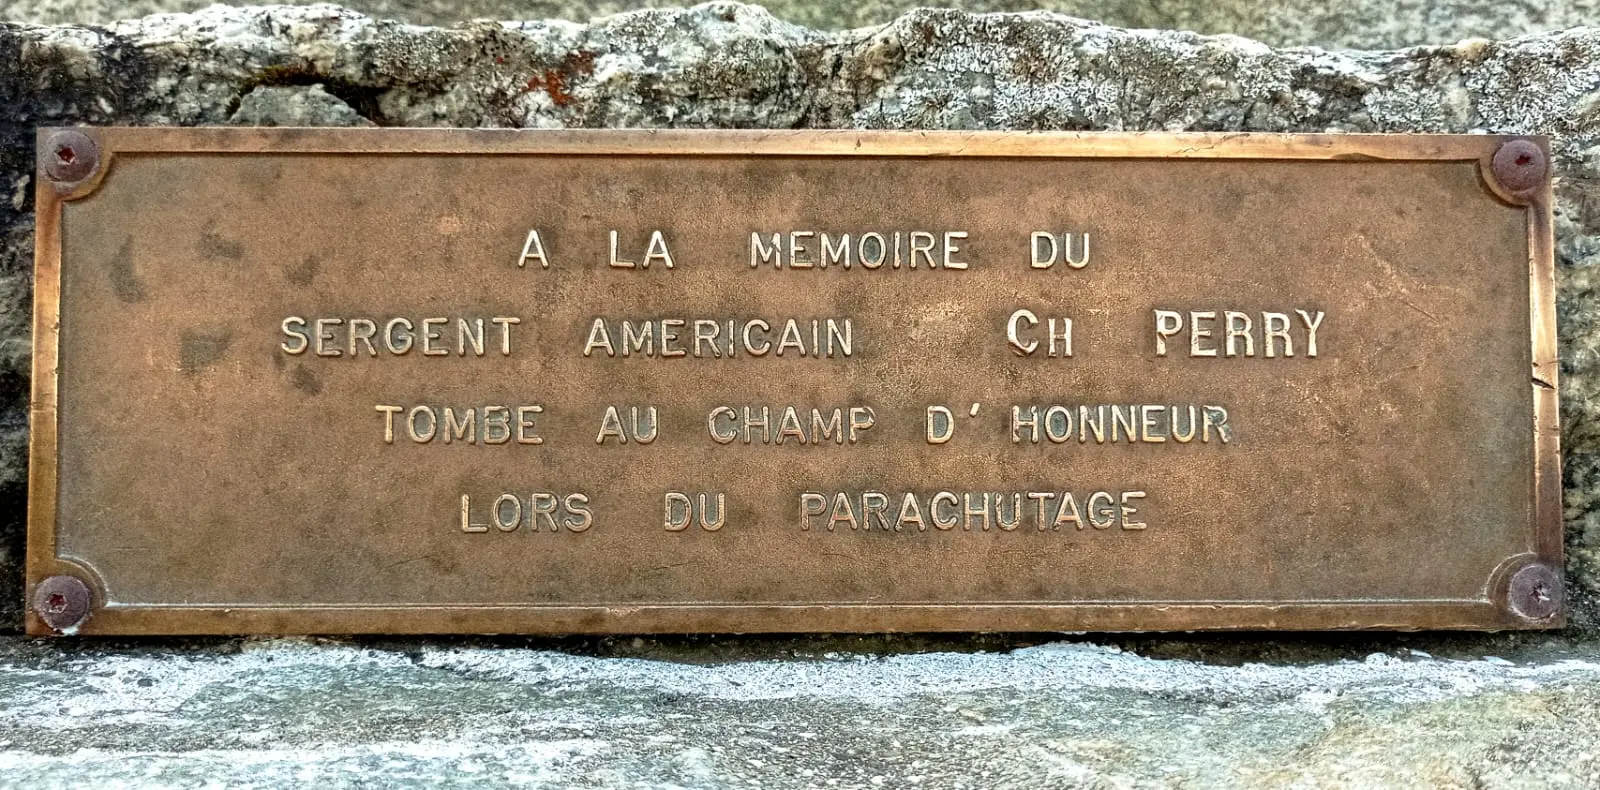 A LA MEMOIRE DU
SERGENT AMERICAIN CH PERRY
TOMBE AU CHAMP D'HONNEUR
LORS DU PARACHUTAGE